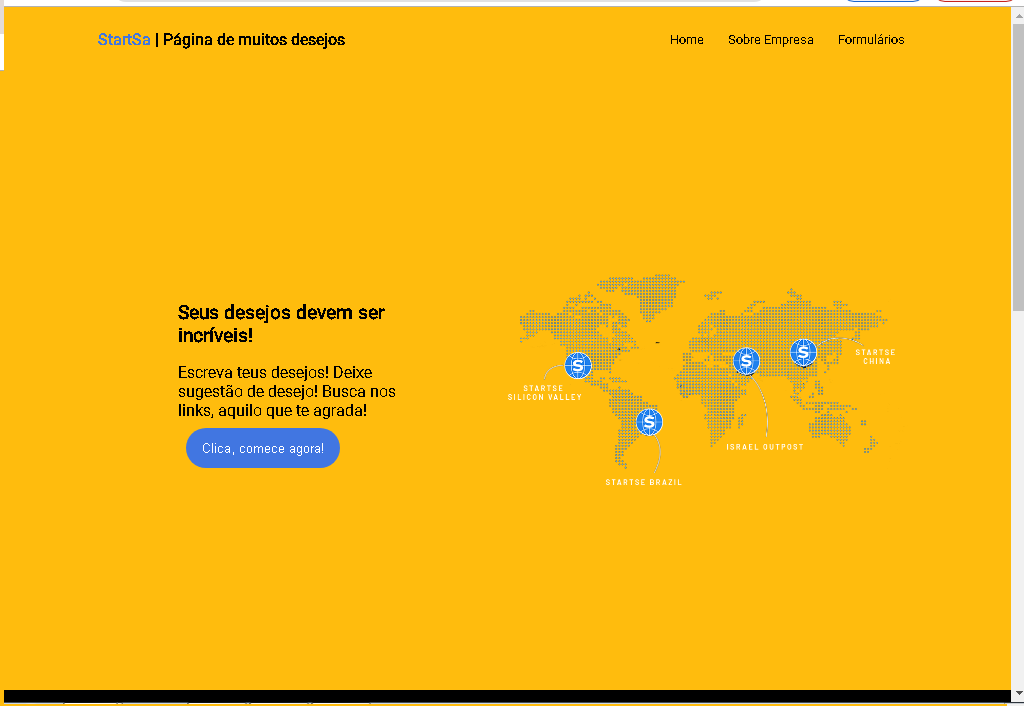 StartSa | Página de muitos desejos
Home Sobre Empresa Formulários
Seus desejos devem ser
incríveis!
Escreva teus desejos! Deixe
sugestão de desejo! Busca nos
links, aquilo que te agrada!
Clica, comece agora!
STARTSE
SILICON VALLEY
STARTSE
CHINA
ISRAEL OUTPOST
STARTSE BRAZIL